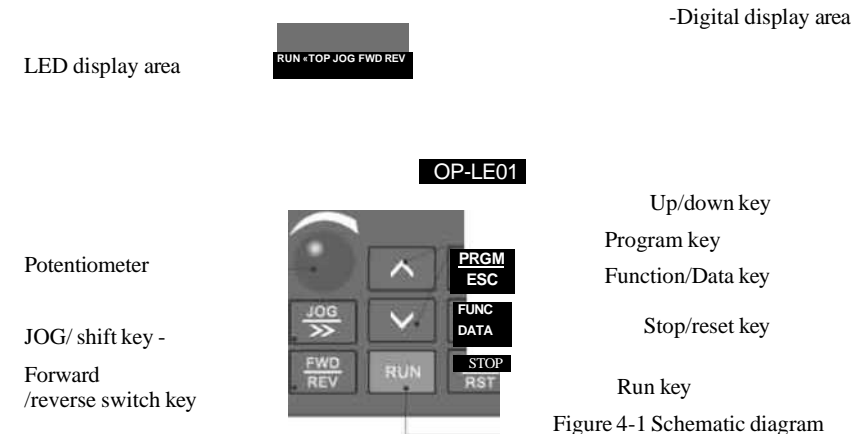 -Digital display area
LED display area
RUN «TOP JOG FWD REV
OP-LE01
Up/down key
Program key
Potentiometer
PRGM
ESC
Function/Data key
JOG
>>
FUNC
DATA
Stop/reset key
JOG/ shift key -
FWD
REV
RUN
STOP
RST
Forward
/reverse switch key
Run key
Figure 4-1 Schematic diagram